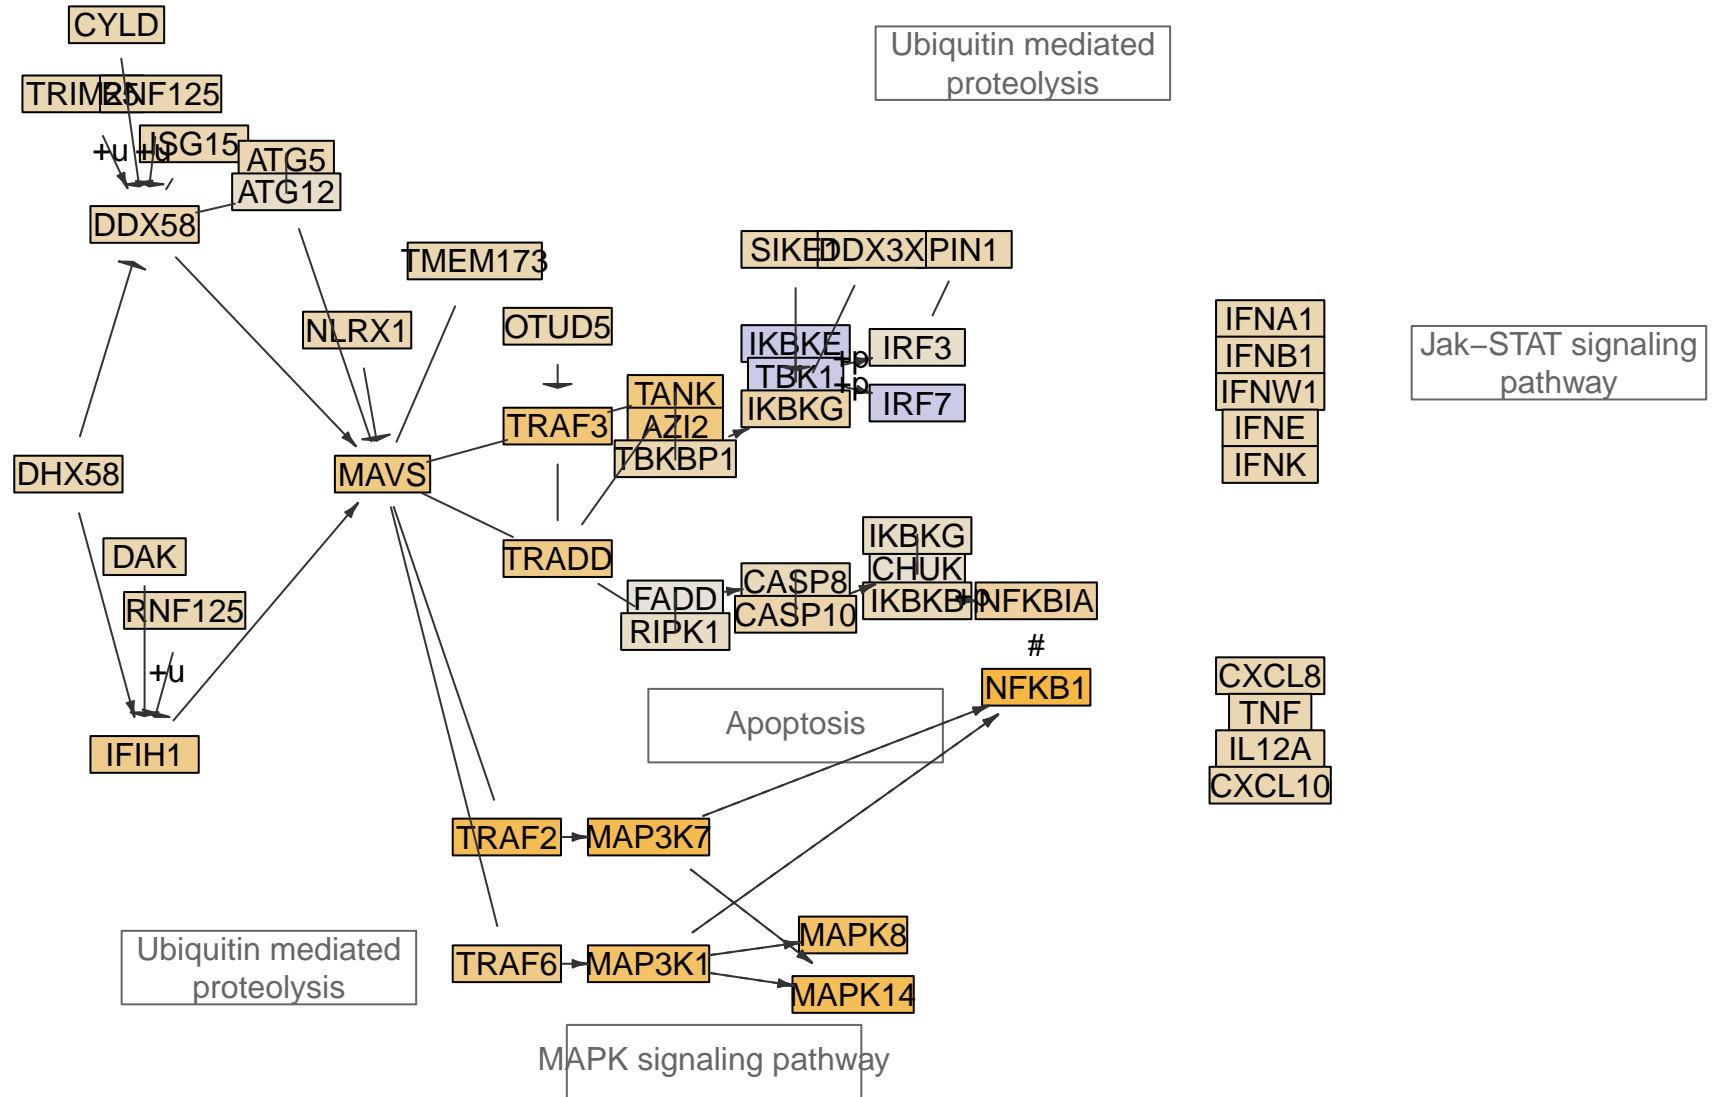 CYLD
Ubiquitin mediated
proteolysis
TRIM25
RNF125
ISG15
+u
+u
ATG5
ATG12
DDX58
TMEM173
SIKE1
DDX3X
PIN1
NLRX1
OTUD5
IKBKE
IRF3
+p
TBK1
+p
IKBKG
IRF7
IFNA1
IFNB1
IFNW1
IFNE
IFNK
Jak−STAT signaling
pathway
TANK
TRAF3
AZI2
TBKBP1
DHX58
MAVS
DAK
RNF125
+u
IFIH1
TRADD
FADD
RIPK1
CASP8
CASP10
IKBKG
CHUK
IKBKB
+p
NFKBIA
#
NFKB1
CXCL8
TNF
IL12A
CXCL10
Apoptosis
TRAF2
MAP3K7
MAPK8
TRAF6
MAP3K1
MAPK14
Ubiquitin mediated
proteolysis
MAPK signaling pathway